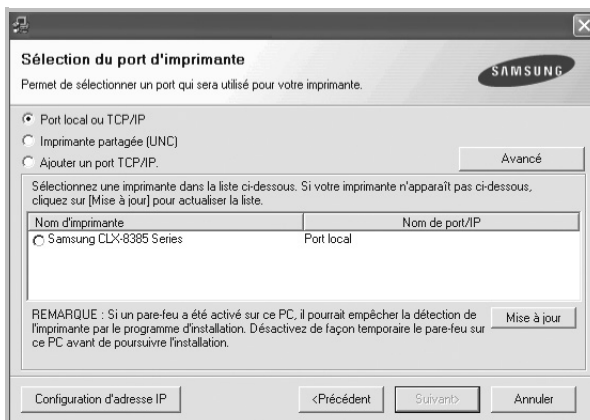 Sélection du port d'imprimante
Permet de sélectionner un port qui sera utilisé pour votre imprimante.
SAMSUNG
Port local ou TCP/IP
Imprimante partagée (UNC)
Ajouter un port TCP/IP.
Avancé
Sélectionnez une imprimante dans la liste ci-dessous. Si votre imprimante n'apparaît pas ci-dessous,
cliquez sur [Mise à jour] pour actualiser la liste.
Nom d'imprimante Nom de port/IP
Samsung CLX-8385 Series Port local
REMARQUE : Si un pare-feu a été activé sur ce PC, il pourrait empêcher la détection de
l'imprimante par le programme d'installation. Désactivez de façon temporaire le pare-feu sur
ce PC avant de poursuivre l'installation.
Mise à jour
Configuration d'adresse IP <Précédent Suivant> Annuler